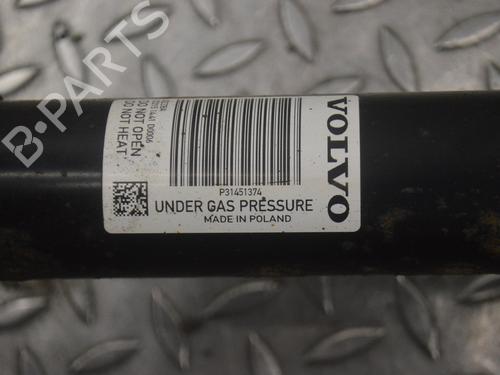 B-PARTS
DO NOT OPEN
DO NOT HEAT
P31451374
UNDER GAS PRESSURE
MADE IN POLAND
VOLVO